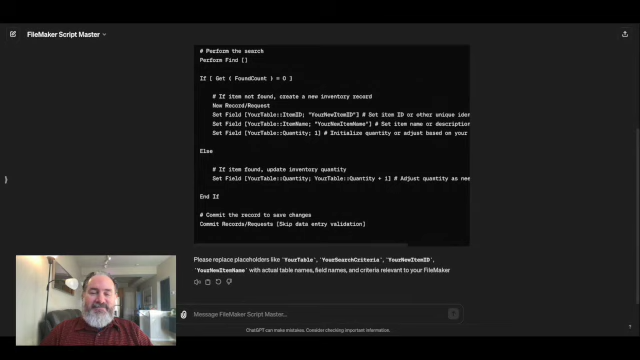 FileMaker Script Master
# Perform the search
Perform Find []
If [ Get ( FoundCount ) = 0 ]
# If item not found, create a new inventory record
New Record/Request
Set Field [YourTable::ItemID; "YourNewItemID"] # Set item ID or other unique iden
Set Field [YourTable::ItemName; "YourNewItemName"] # Set item name or description
Set Field [YourTable::Quantity; 1] # Initialize quantity or adjust based on your
Else
# If item found, update inventory quantity
Set Field [YourTable::Quantity; YourTable::Quantity + 1] # Adjust quantity as nee
End If
# Commit the record to save changes
Commit Records/Requests [Skip data entry validation]
Please replace placeholders like `YourTable`, `YourSearchCriteria`, `YourNewItemID`,
`YourNewItemName` with actual table names, field names, and criteria relevant to your FileMaker
Message FileMaker Script Master...
ChatGPT can make mistakes. Consider checking important information.